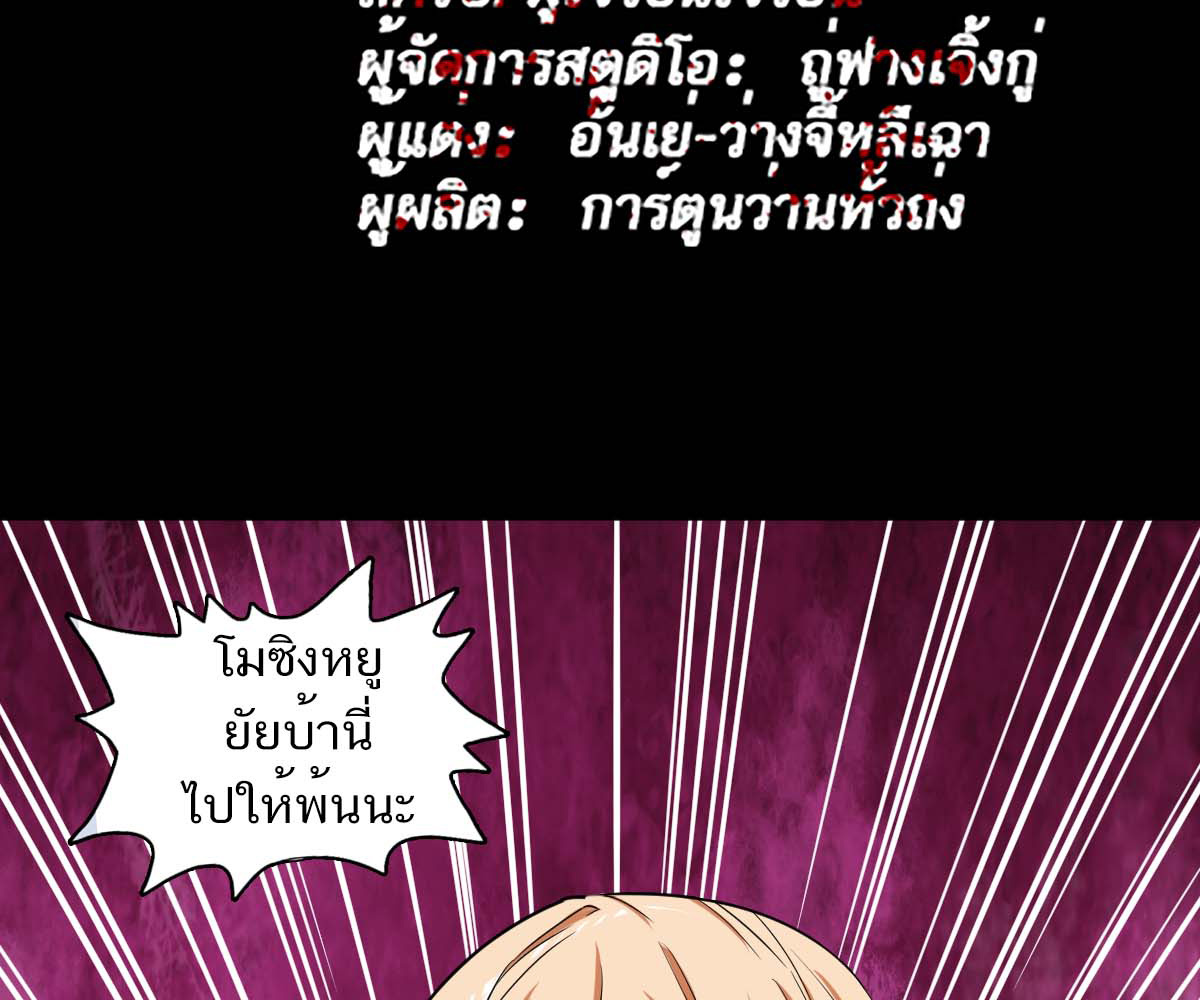 ผู้จัดการสตูดิโอ: ถู่ฟางเจิ้งกู่
ผู้แต่ง: อันเย่-ว่างจี้หลีเฉา
ผู้ผลิต: การ์ตูนว่านทั่วถง
โมซิงหยู
ยัยบ้านี่
ไปให้พ้นนะ